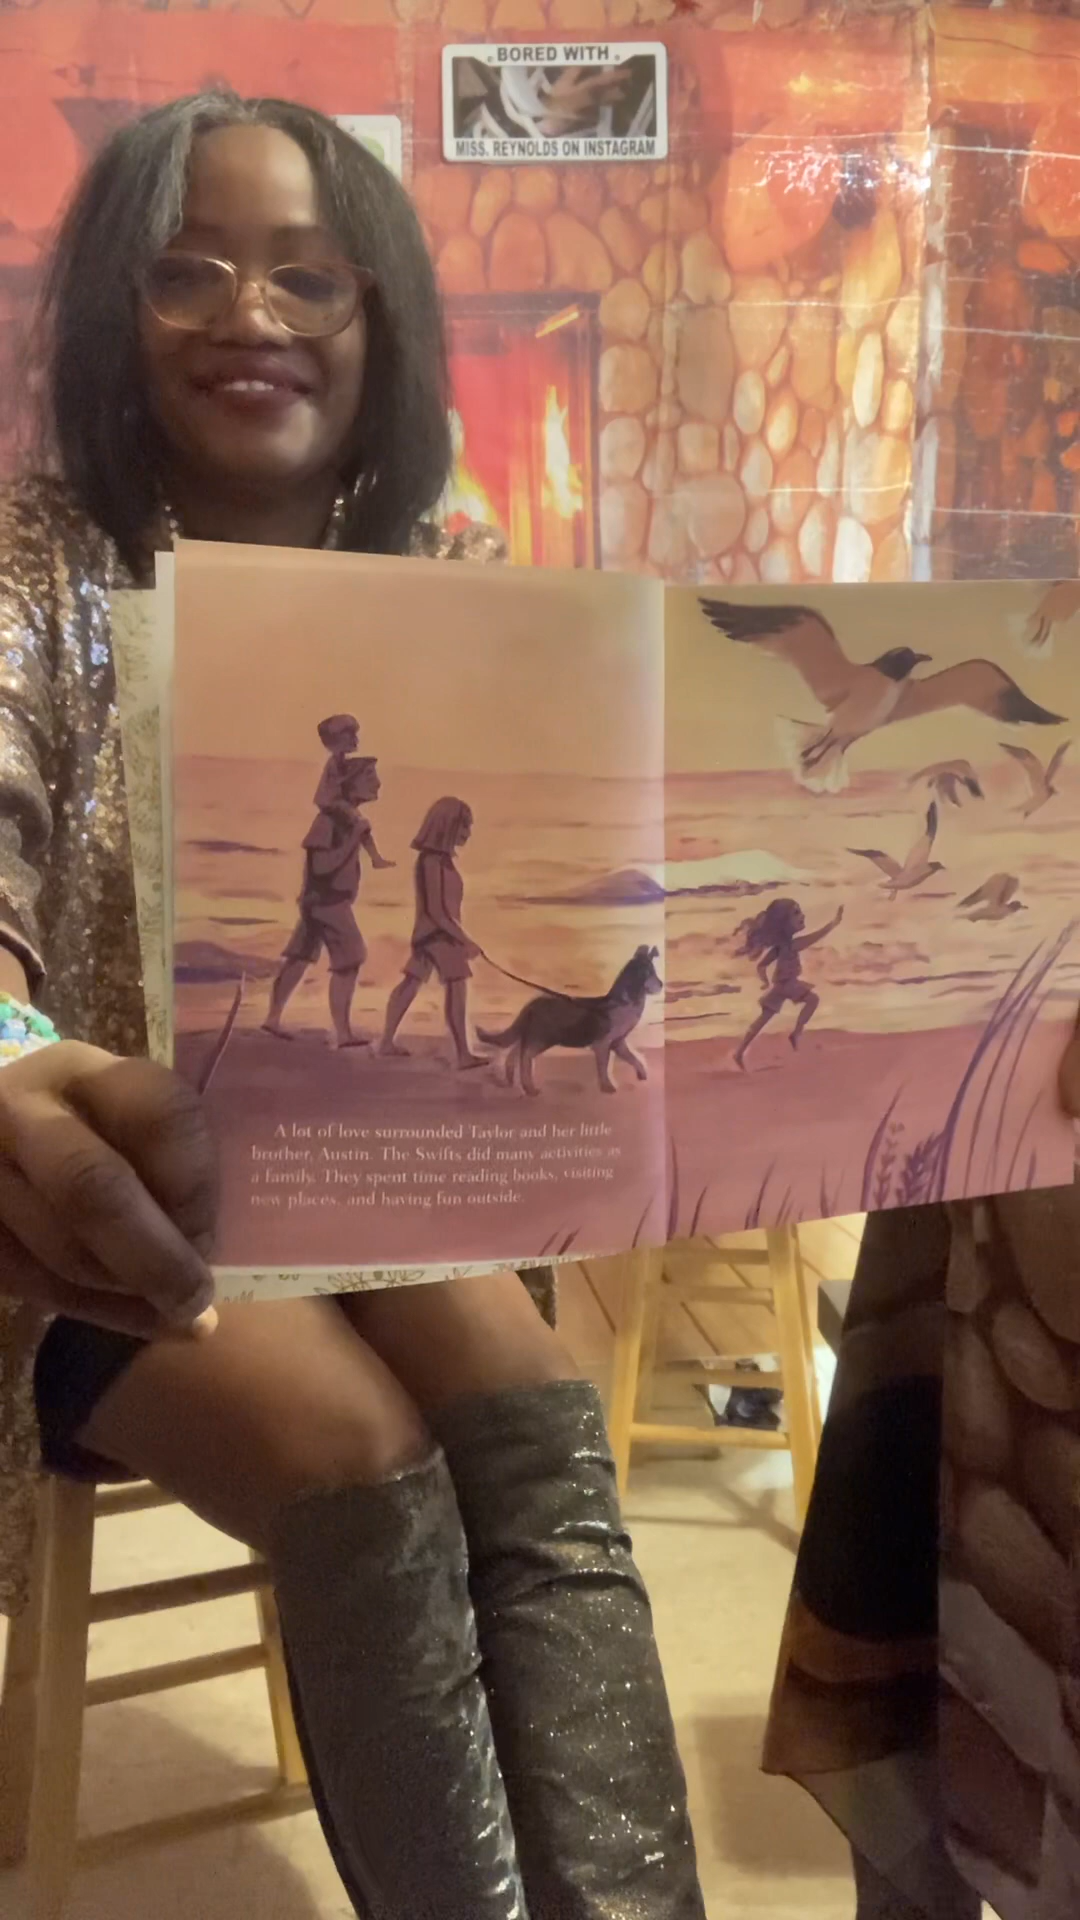 BORED WITH
MISS. REYNOLDS ON INSTAGRAM
A lot of love surrounded Taylor and her little
brother, Austin. The Swifts did many activities as
a family. They spent time reading books, visiting
new places, and having fun outside.